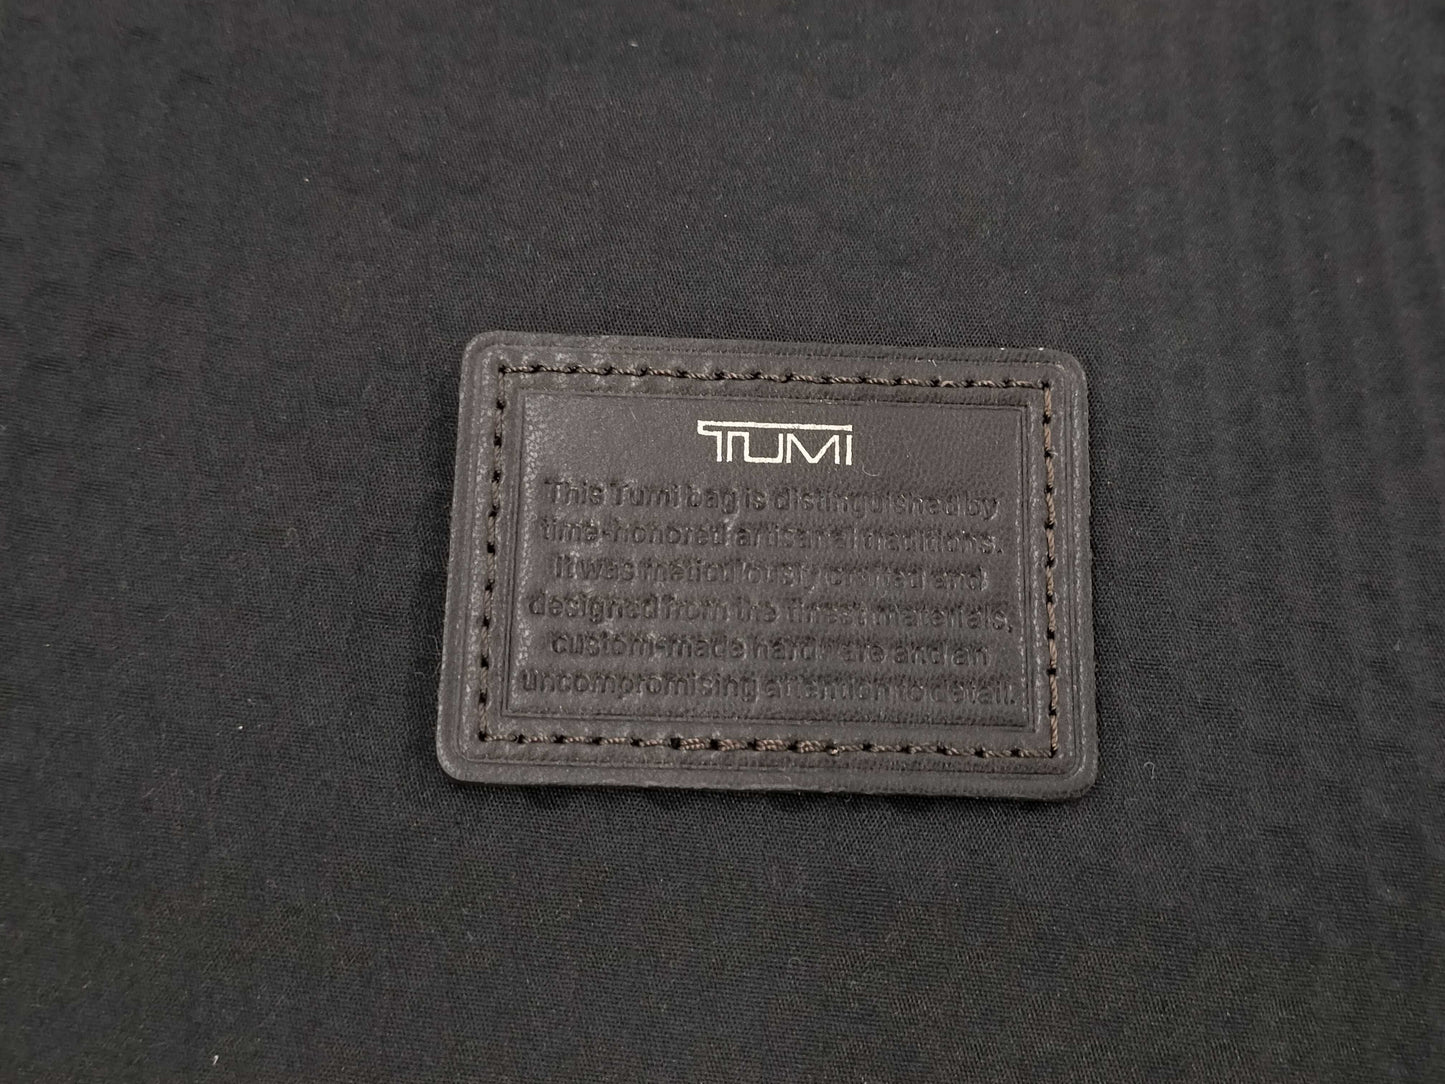 TUMI
This Tumi bag is distinguished by
time-honored artisanal traditions.
It was meticulously crafted and
designed from the finest materials,
custom-made hardware and an
uncompromising attention to detail.